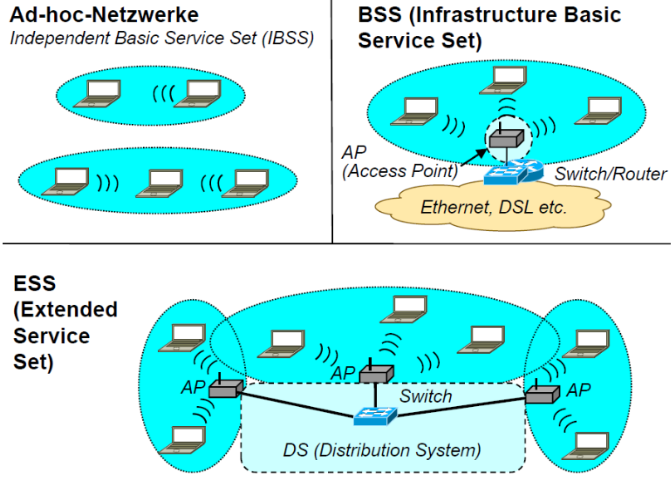 Ad-hoc-Netzwerke
Independent Basic Service Set (IBSS)
BSS (Infrastructure Basic
Service Set)
AP
(Access Point)
Switch/Router
Ethernet, DSL etc.
ESS
(Extended
Service
Set)
AP
AP
AP
Switch
DS (Distribution System)